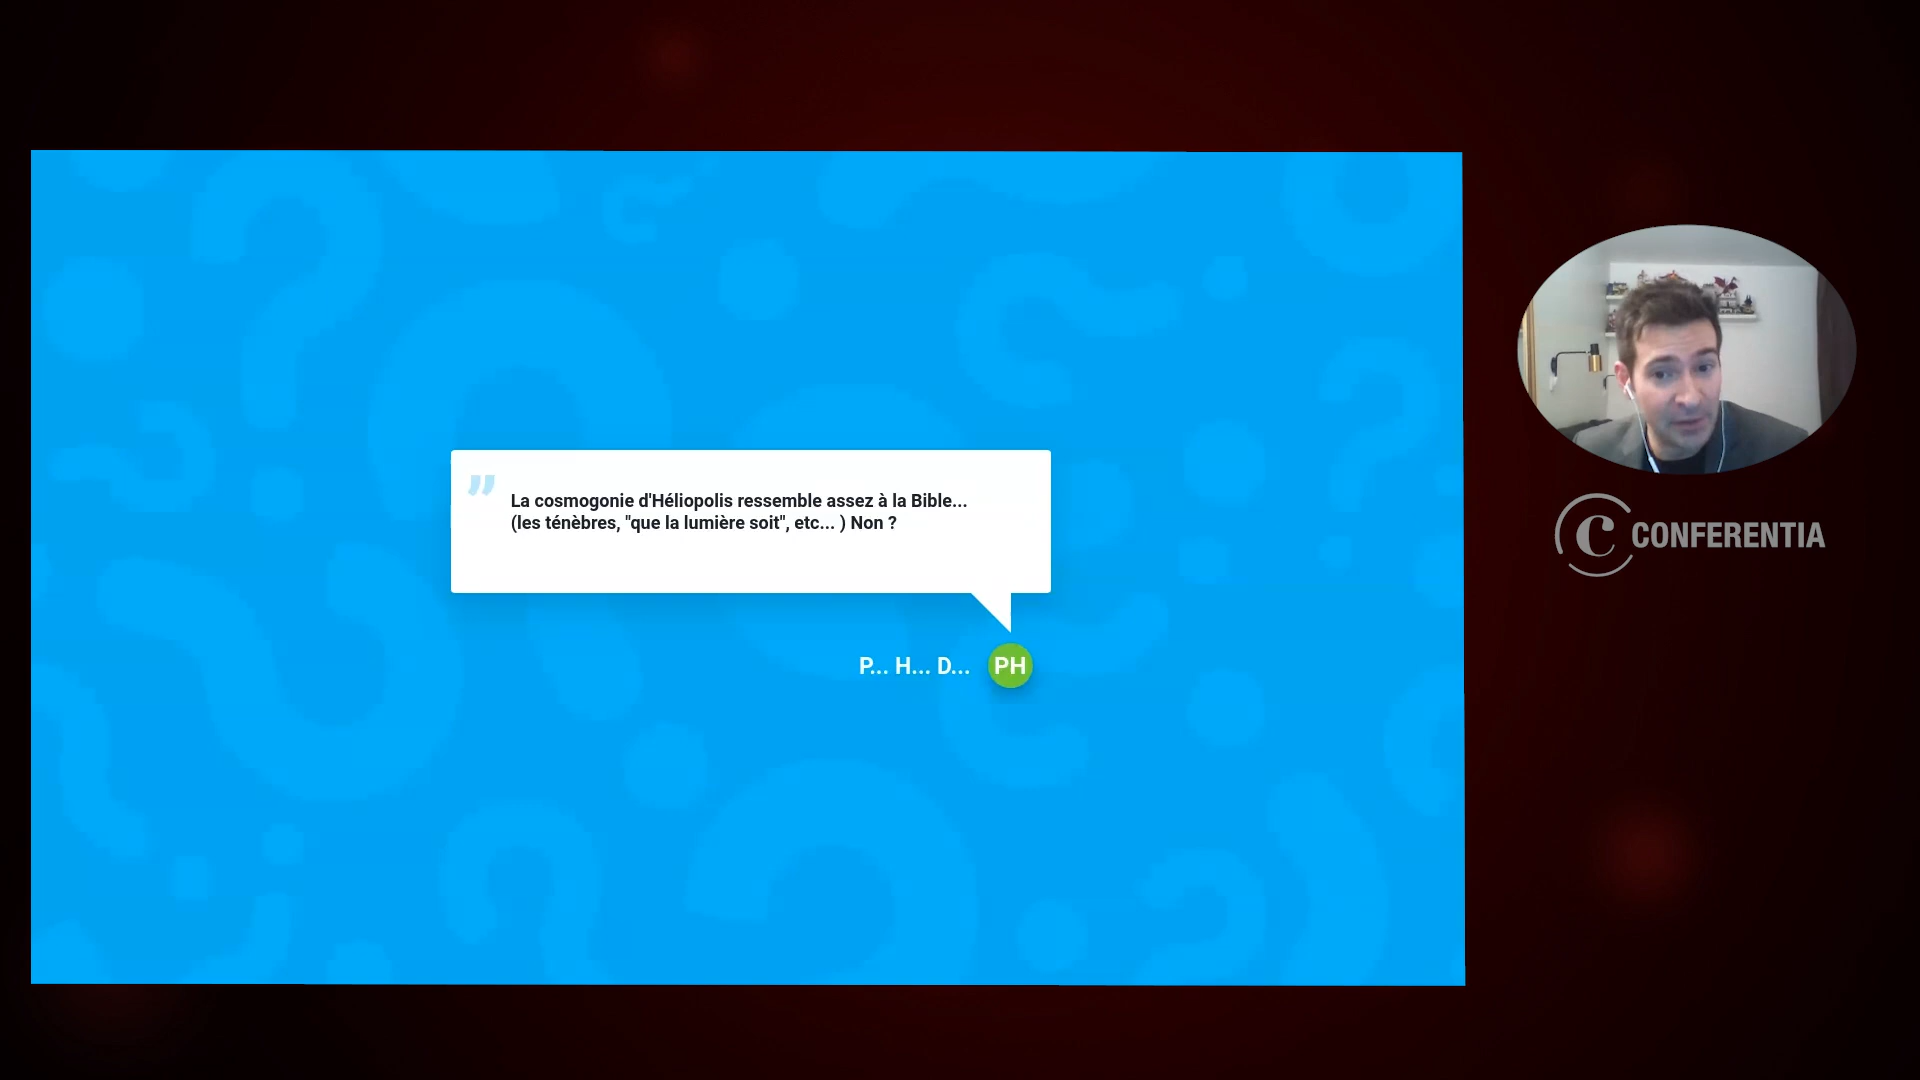 ”
La cosmogonie d'Héliopolis ressemble assez à la Bible...
(les ténèbres, "que la lumière soit", etc... ) Non ?
P... H... D...
PH
C CONFERENTIA